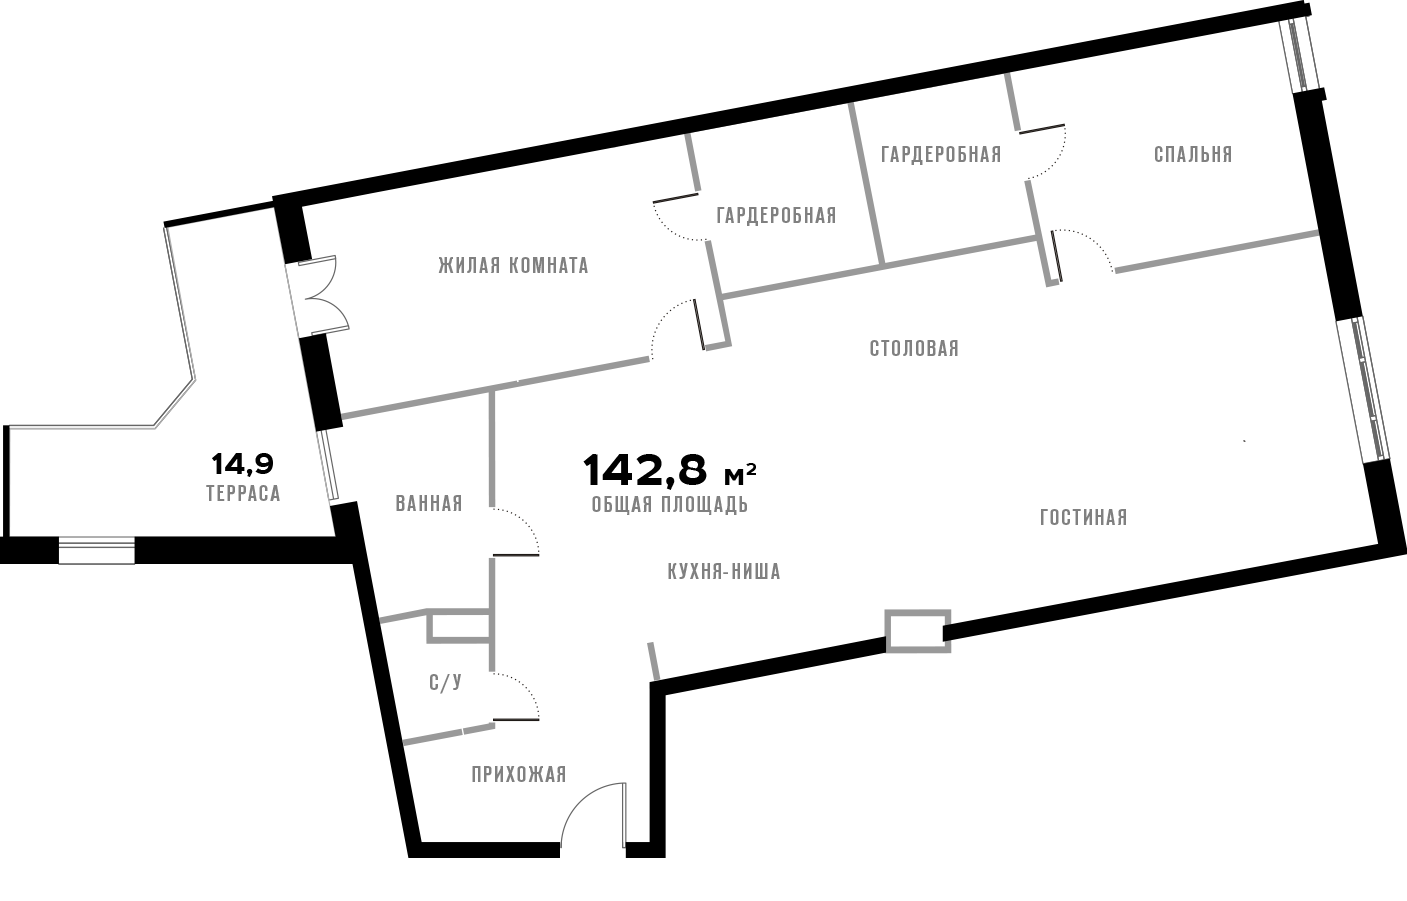 ГАРДЕРОБНАЯ
СПАЛЬНЯ
ГАРДЕРОБНАЯ
ЖИЛАЯ КОМНАТА
СТОЛОВАЯ
14,9
ТЕРРАСА
ВАННАЯ
142,8 м²
ОБЩАЯ ПЛОЩАДЬ
ГОСТИНАЯ
КУХНЯ-НИША
С/У
ПРИХОЖАЯ